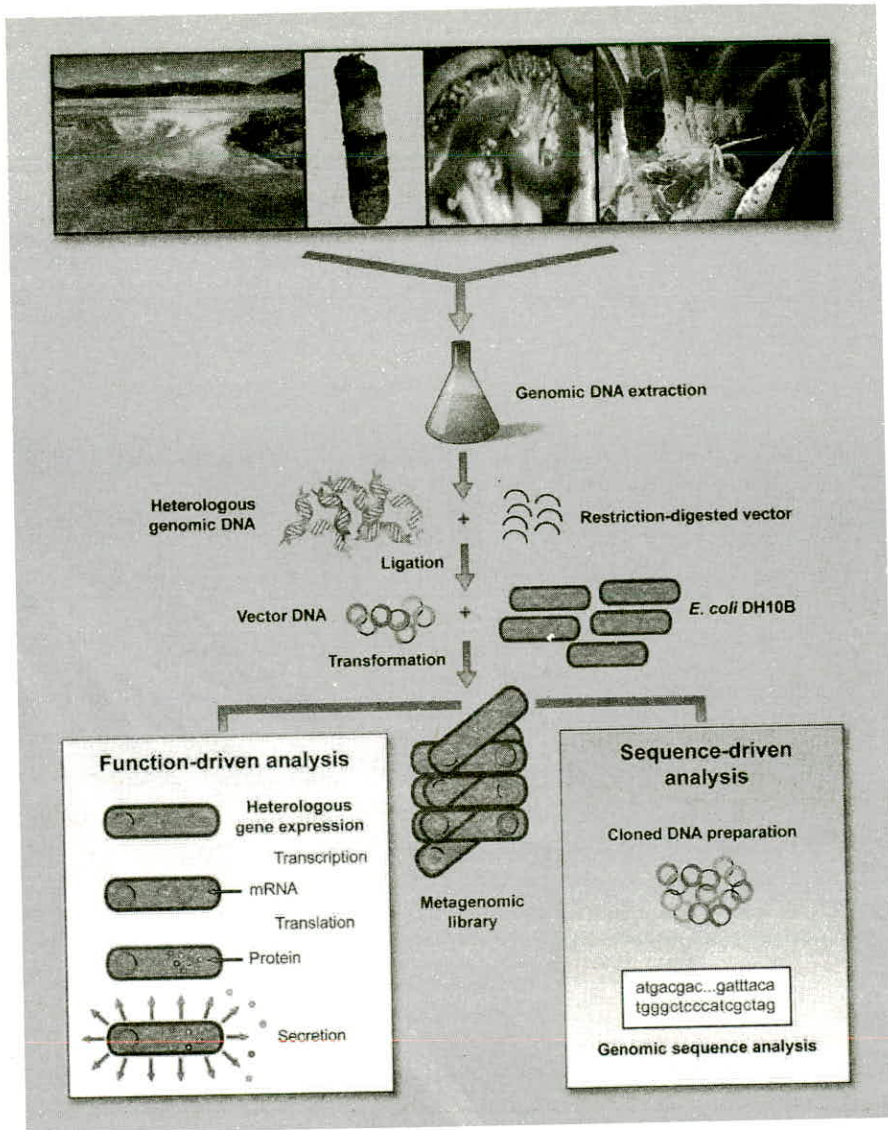 Genomic DNA extraction
Heterologous
genomic DNA
+
Restriction-digested vector
Ligation
Vector DNA
+
E. coli DH10B
Transformation
Function-driven analysis
Heterologous
gene expression
Transcription
mRNA
Translation
Protein
Secretion
Metagenomic
library
Sequence-driven
analysis
Cloned DNA preparation
atgacgac...gatttaca
tgggctcccatcgctag
Genomic sequence analysis